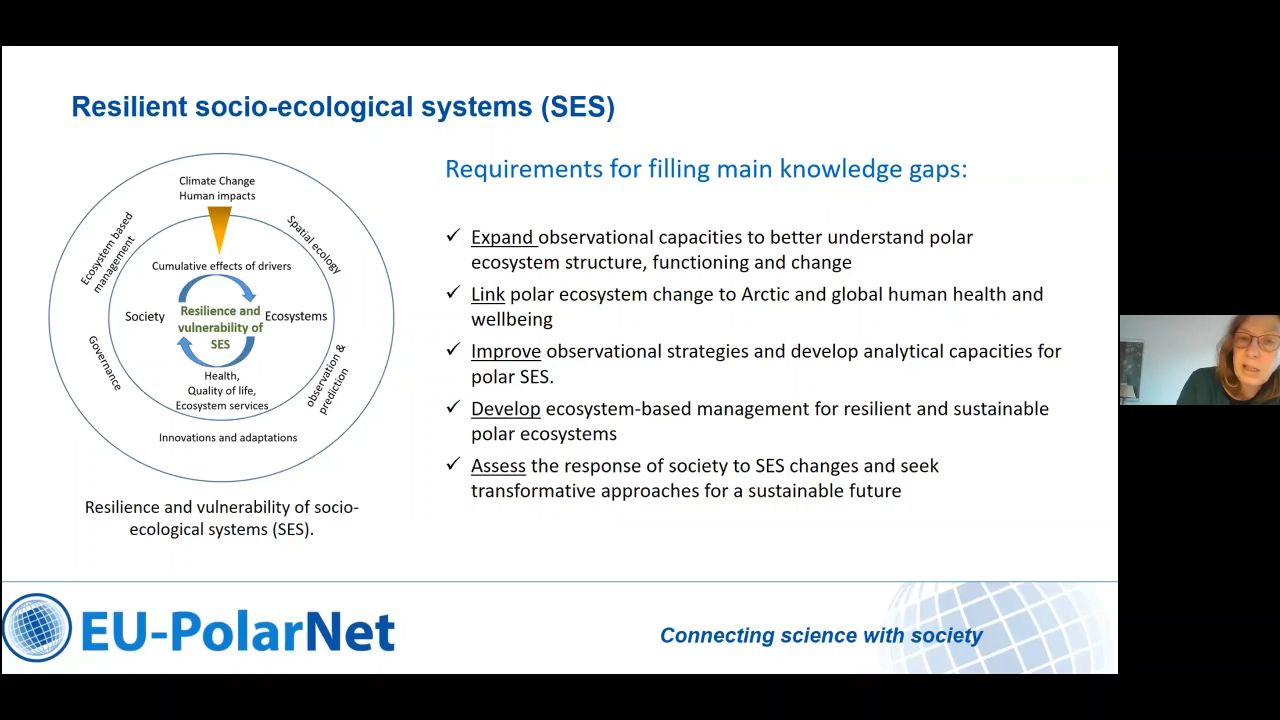 Resilient socio-ecological systems (SES)
Climate Change
Human impacts
Ecosystem based
management
Spatial ecology
Cumulative effects of drivers
Society
Resilience and
vulnerability of
SES
Ecosystems
Governance
observation &
prediction
Health,
Quality of life,
Ecosystem services
Innovations and adaptations
Resilience and vulnerability of socio-
ecological systems (SES).
Requirements for filling main knowledge gaps:
✓ Expand observational capacities to better understand polar
ecosystem structure, functioning and change
✓ Link polar ecosystem change to Arctic and global human health and
wellbeing
✓ Improve observational strategies and develop analytical capacities for
polar SES.
✓ Develop ecosystem-based management for resilient and sustainable
polar ecosystems
✓ Assess the response of society to SES changes and seek
transformative approaches for a sustainable future
EU-PolarNet
Connecting science with society